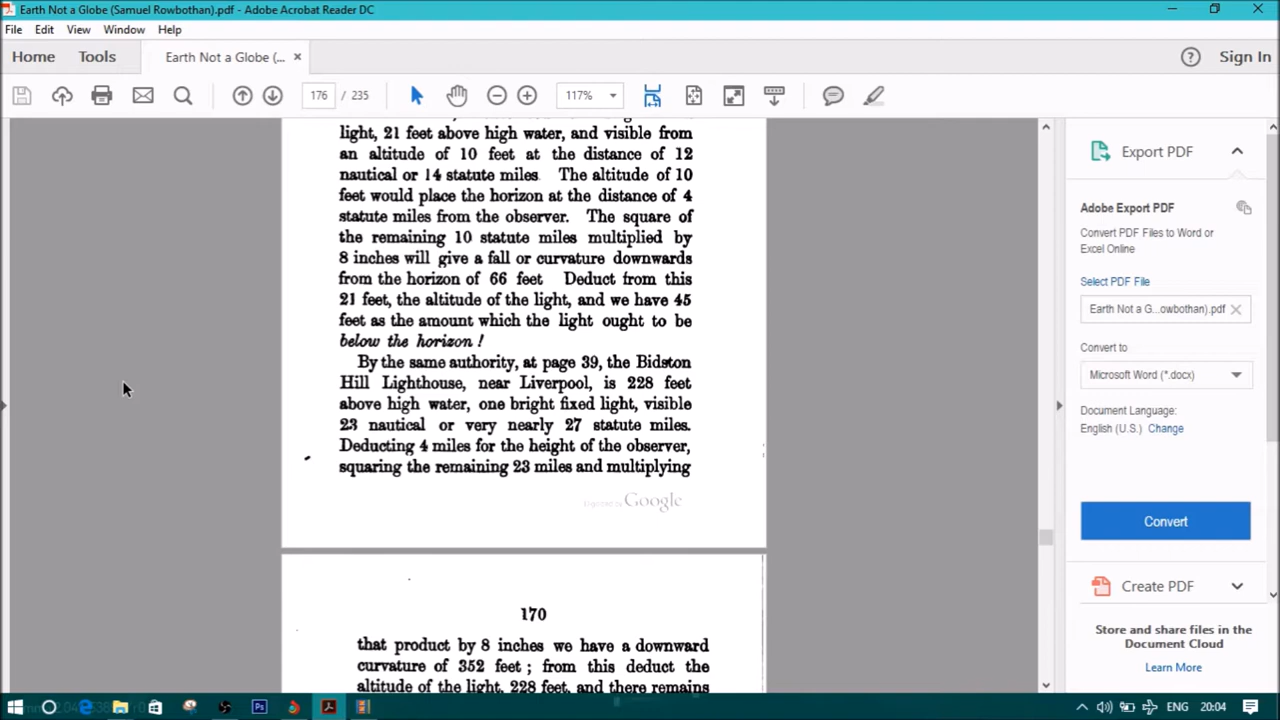 Earth Not a Globe (Samuel Rowbothan).pdf - Adobe Acrobat Reader DC
File Edit View Window Help
Home Tools Earth Not a Globe (... × Sign In
176 / 235 117%
light, 21 feet above high water, and visible from
an altitude of 10 feet at the distance of 12
nautical or 14 statute miles The altitude of 10
feet would place the horizon at the distance of 4
statute miles from the observer. The square of
the remaining 10 statute miles multiplied by
8 inches will give a fall or curvature downwards
from the horizon of 66 feet Deduct from this
21 feet, the altitude of the light, and we have 45
feet as the amount which the light ought to be
below the horizon !
By the same authority, at page 39, the Bidston
Hill Lighthouse, near Liverpool, is 228 feet
above high water, one bright fixed light, visible
23 nautical or very nearly 27 statute miles.
Deducting 4 miles for the height of the observer,
squaring the remaining 23 miles and multiplying
Google
170
that product by 8 inches we have a downward
curvature of 352 feet ; from this deduct the
altitude of the light, 228 feet, and there remains
Export PDF
Adobe Export PDF
Convert PDF Files to Word or
Excel Online
Select PDF File
Earth Not a G...owbothan).pdf ×
Convert to
Microsoft Word (*.docx)
Document Language:
English (U.S.) Change
Convert
Create PDF
Store and share files in the
Document Cloud
Learn More
ENG 20:04